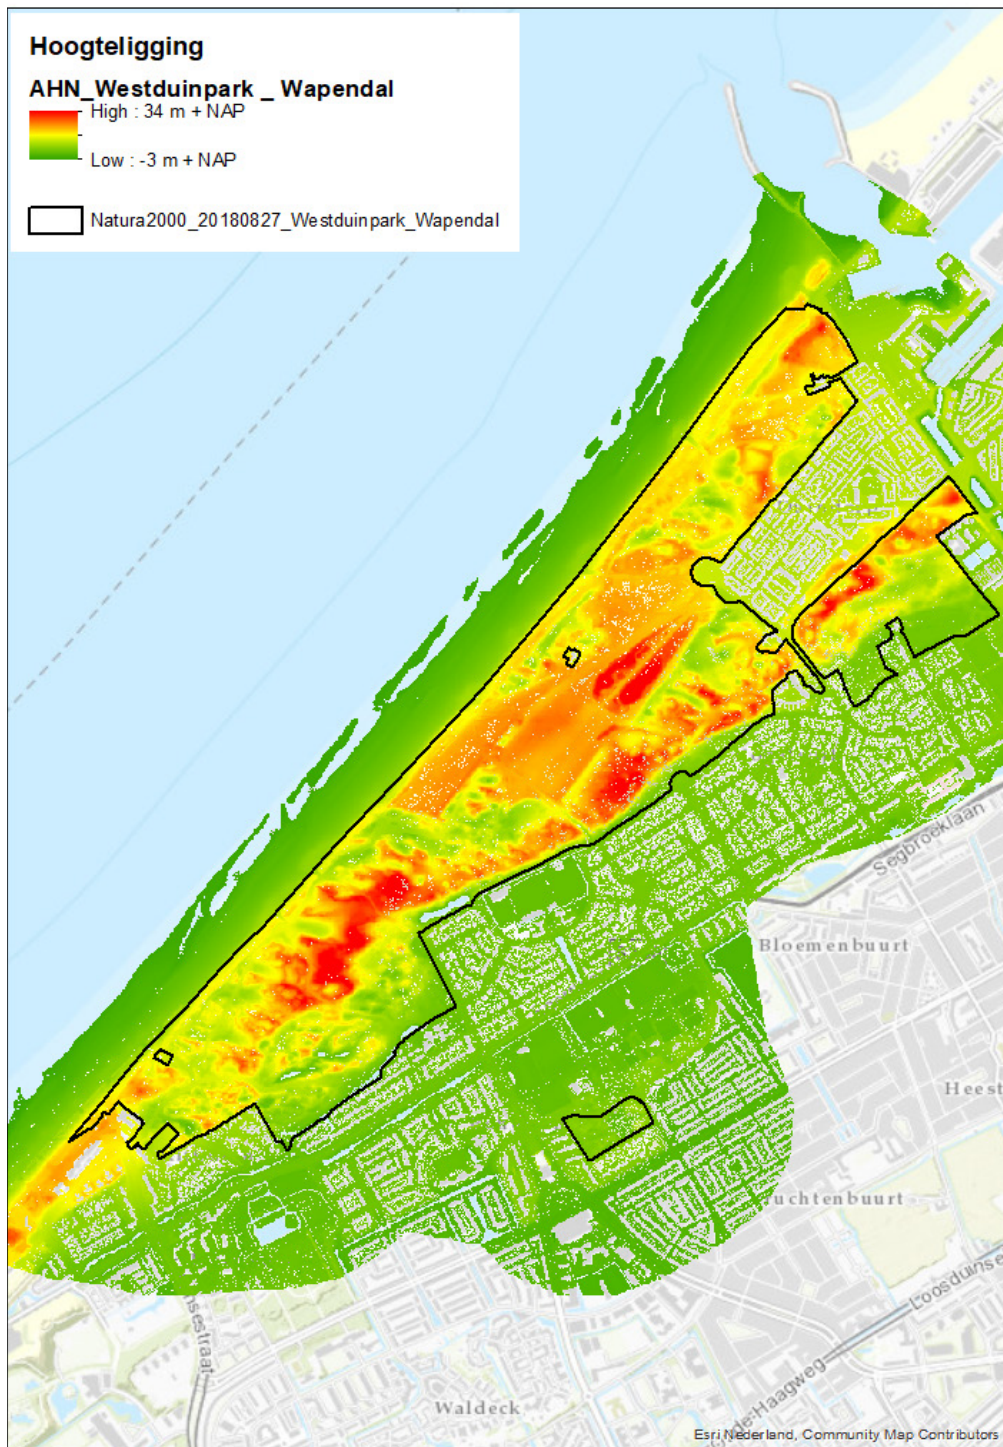 Hoogteligging
AHN_Westduinpark _ Wapendal
High : 34 m + NAP
Low : -3 m + NAP
Natura2000_20180827_Westduinpark_Wapendal
Segbroeklaan
Bloemenbuurt
Heest
uchtenbuurt
Loosduinse
sestraat
Haagweg
Waldeck
Esri Nederland, Community Map Contributors